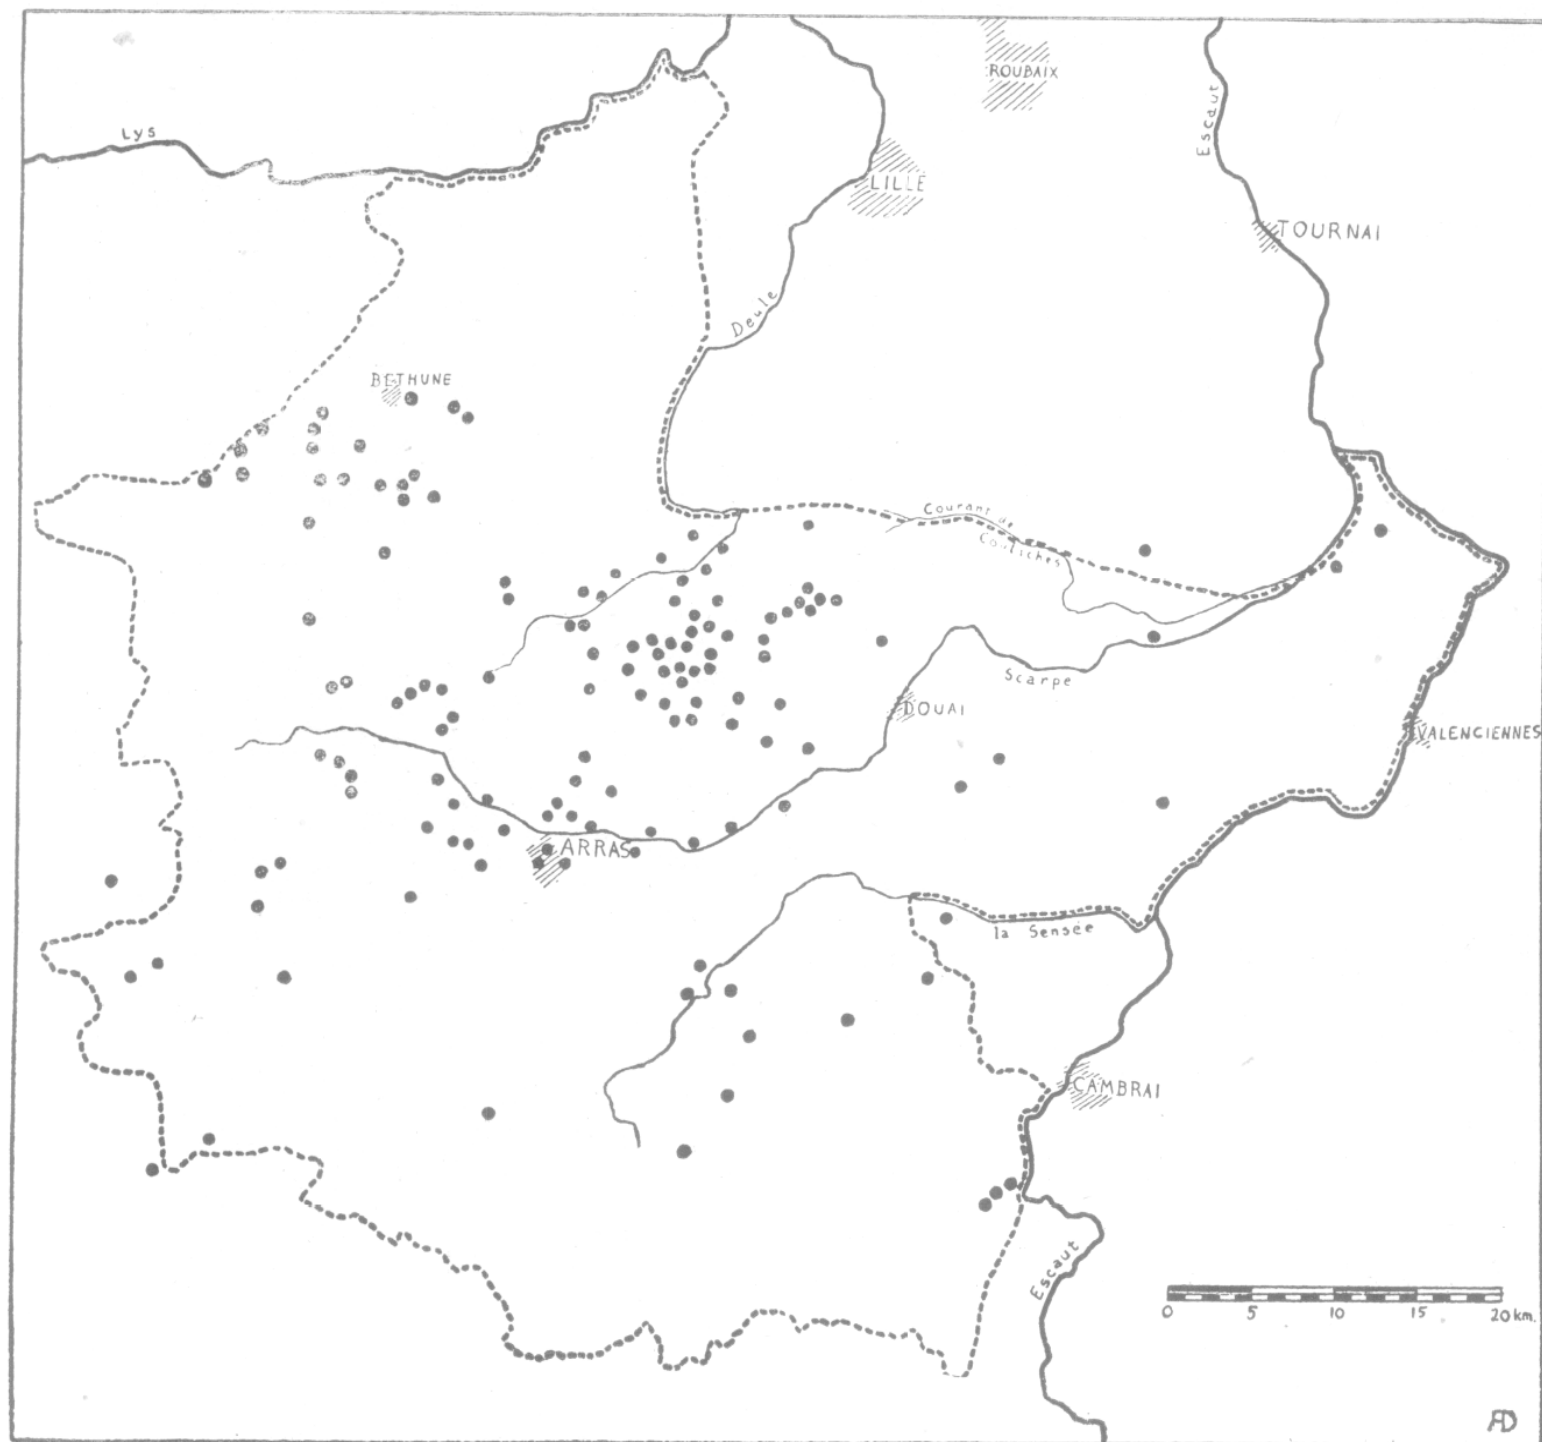 ROUBAIX
Escaut
Lys
LILLE
TOURNAI
Deule
BETHUNE
Courant de
Coutiches
Scarpe
DOUAI
VALENCIENNES
ARRAS
la Sensée
CAMBRAI
Escaut
0 5 10 15 20 km.